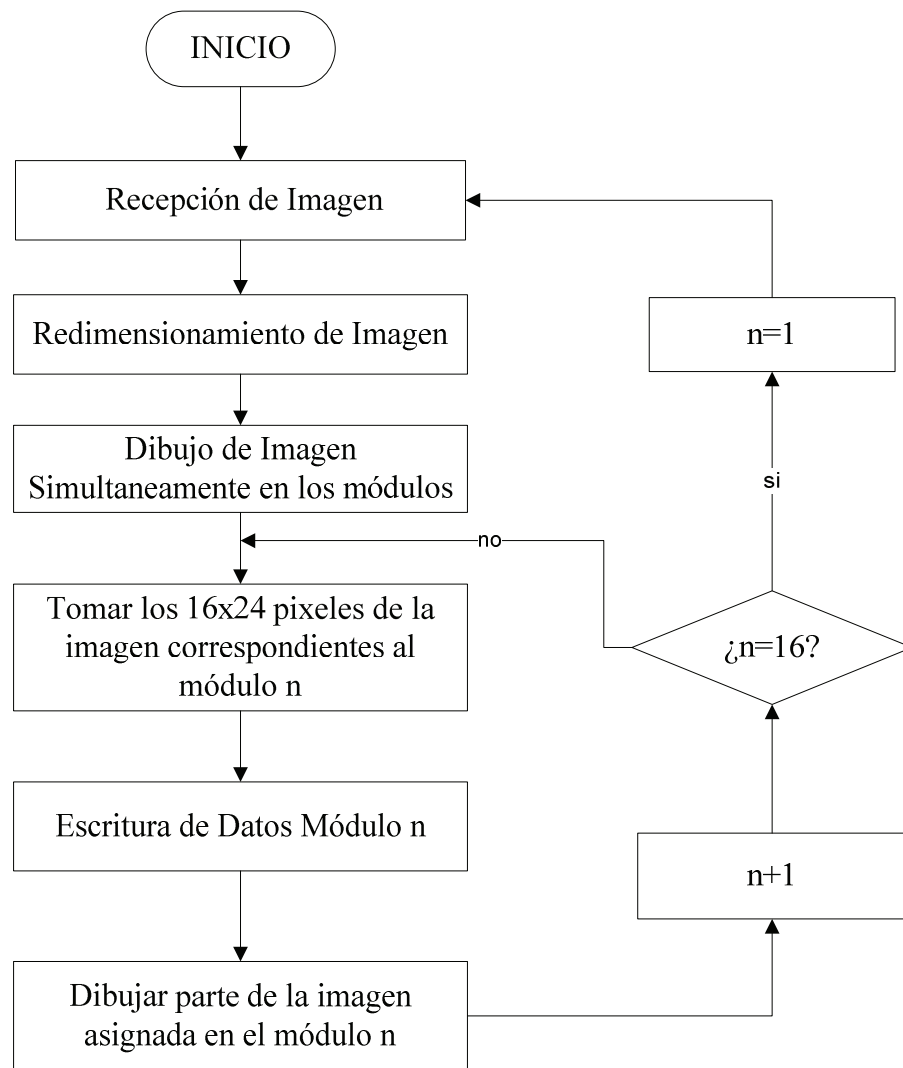 INICIO
Recepción de Imagen
Redimensionamiento de Imagen
n=1
Dibujo de Imagen
Simultaneamente en los módulos
si
no
Tomar los 16x24 pixeles de la
imagen correspondientes al
módulo n
¿n=16?
Escritura de Datos Módulo n
n+1
Dibujar parte de la imagen
asignada en el módulo n